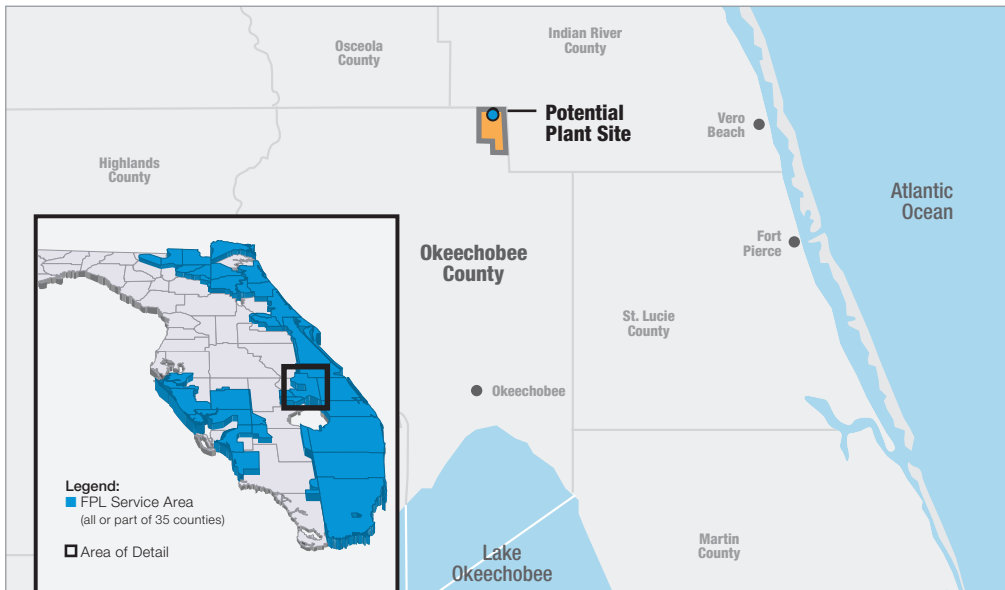 Osceola
County
Indian River
County
Potential
Plant Site
Vero
Beach
Highlands
County
Atlantic
Ocean
Fort
Pierce
Okeechobee
County
St. Lucie
County
Okeechobee
Legend:
FPL Service Area
(all or part of 35 counties)
Area of Detail
Martin
County
Lake
Okeechobee